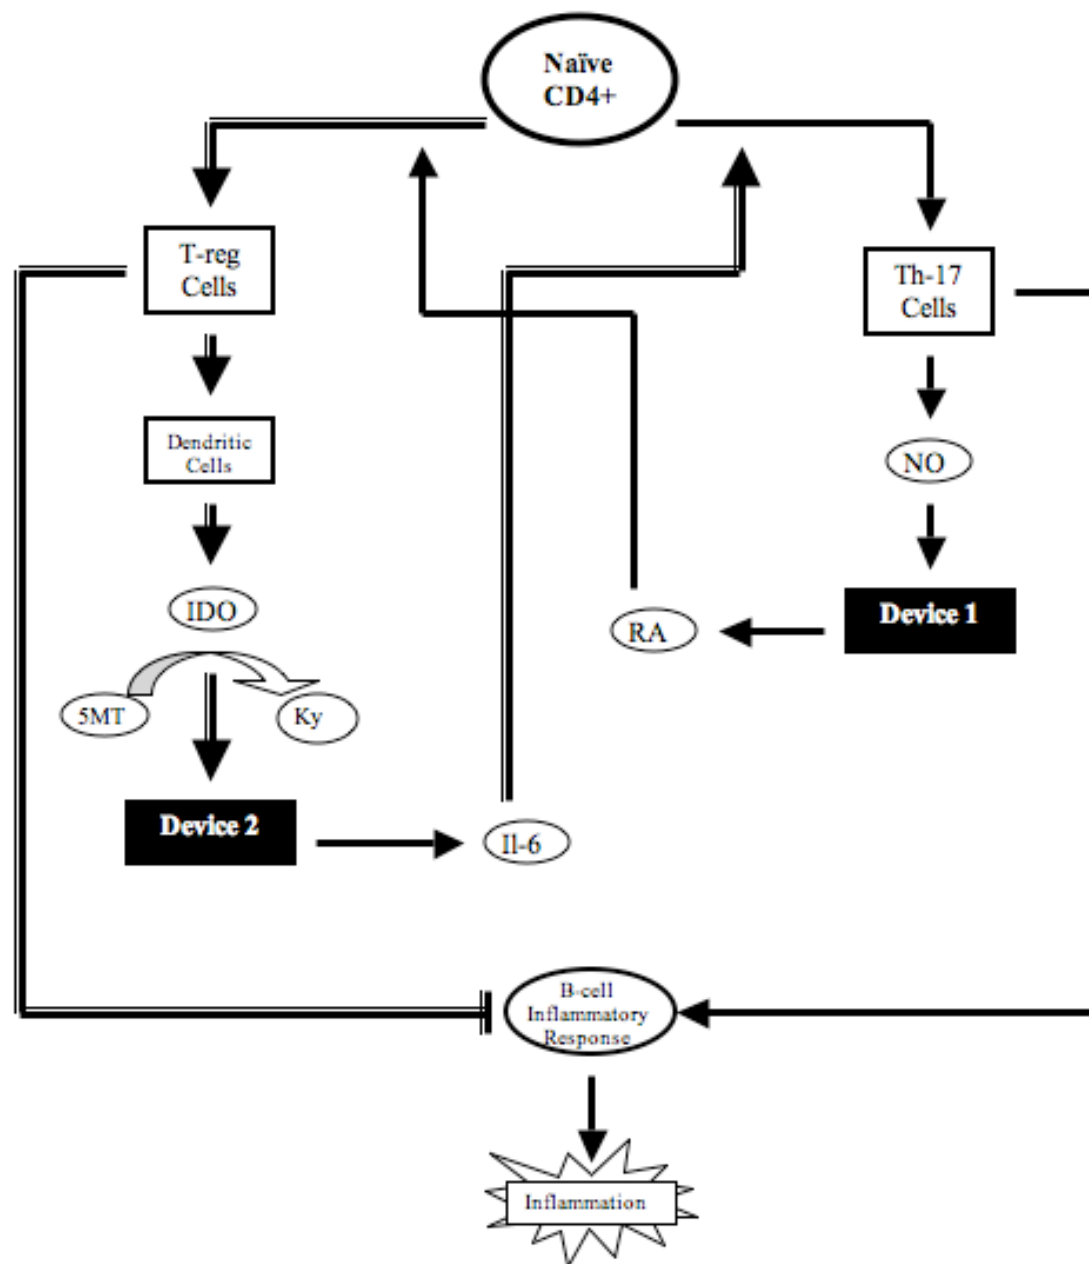 Naïve
CD4+
T-reg
Cells
Th-17
Cells
Dendritic
Cells
NO
IDO
Device 1
RA
5MT
Ky
Device 2
Il-6
B-cell
Inflammatory
Response
Inflammation